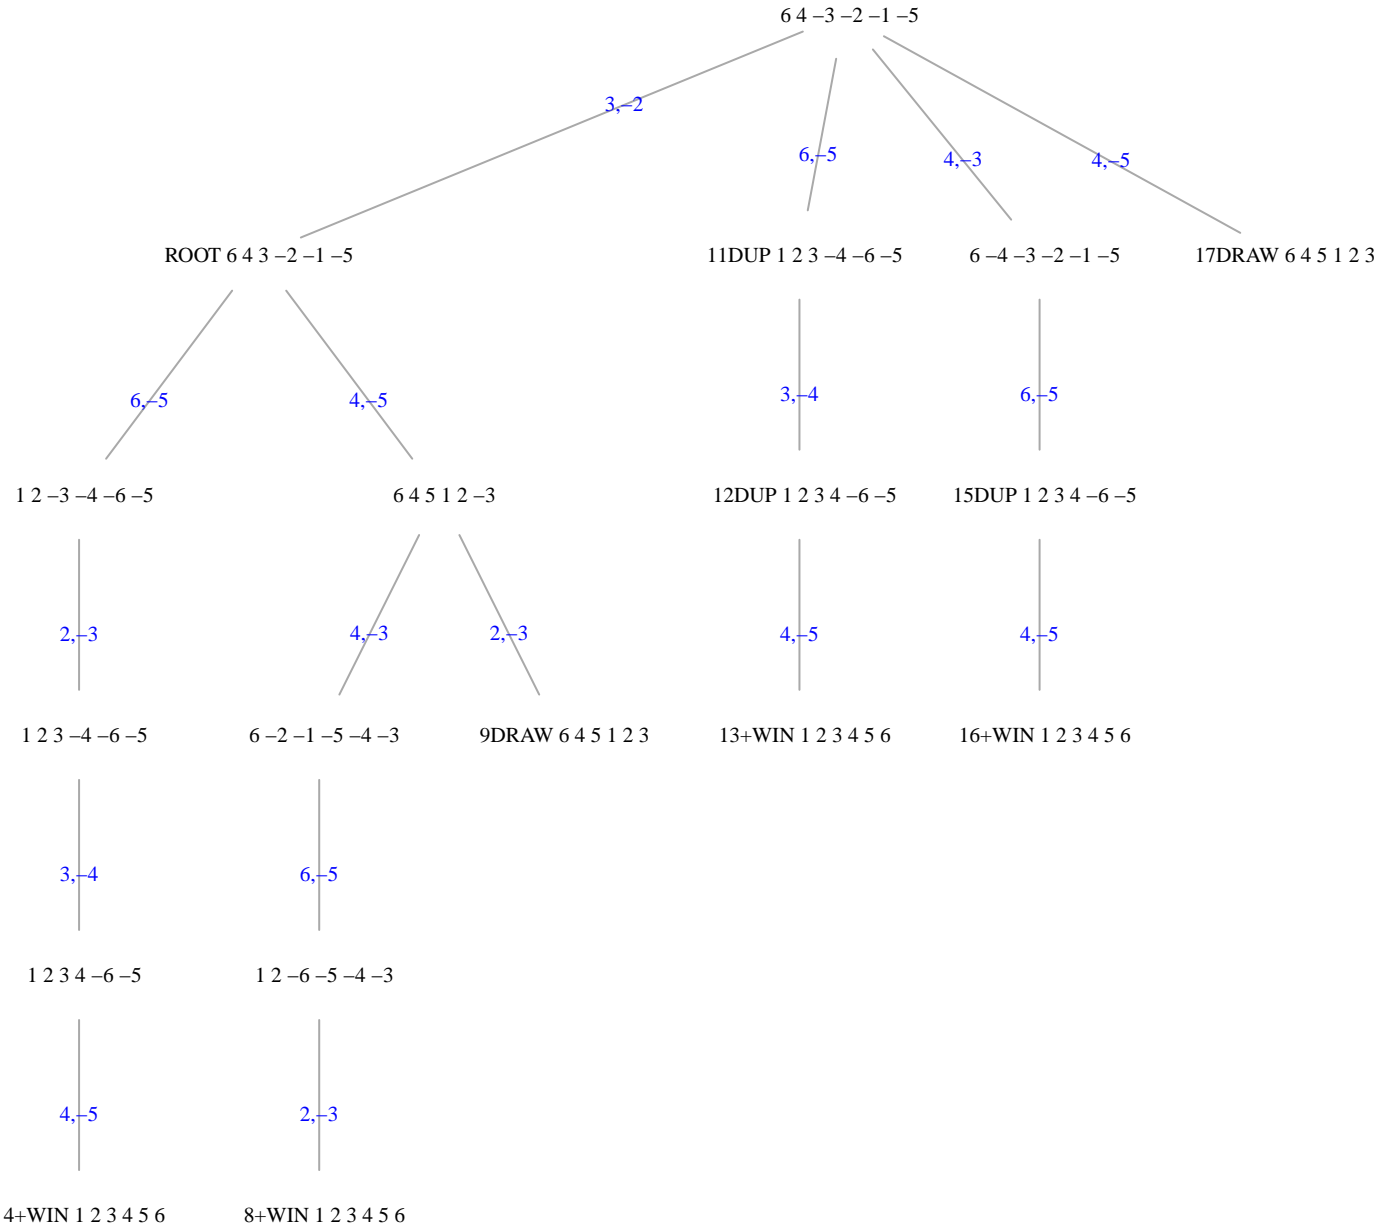 6 4 −3 −2 −1 −5
3,−2
6,−5
4,−3
4,−5
ROOT 6 4 3 −2 −1 −5
11DUP 1 2 3 −4 −6 −5
6 −4 −3 −2 −1 −5
17DRAW 6 4 5 1 2 3
6,−5
4,−5
3,−4
6,−5
1 2 −3 −4 −6 −5
6 4 5 1 2 −3
12DUP 1 2 3 4 −6 −5
15DUP 1 2 3 4 −6 −5
2,−3
4,−3
2,−3
4,−5
4,−5
1 2 3 −4 −6 −5
6 −2 −1 −5 −4 −3
9DRAW 6 4 5 1 2 3
13+WIN 1 2 3 4 5 6
16+WIN 1 2 3 4 5 6
3,−4
6,−5
1 2 3 4 −6 −5
1 2 −6 −5 −4 −3
4,−5
2,−3
4+WIN 1 2 3 4 5 6
8+WIN 1 2 3 4 5 6